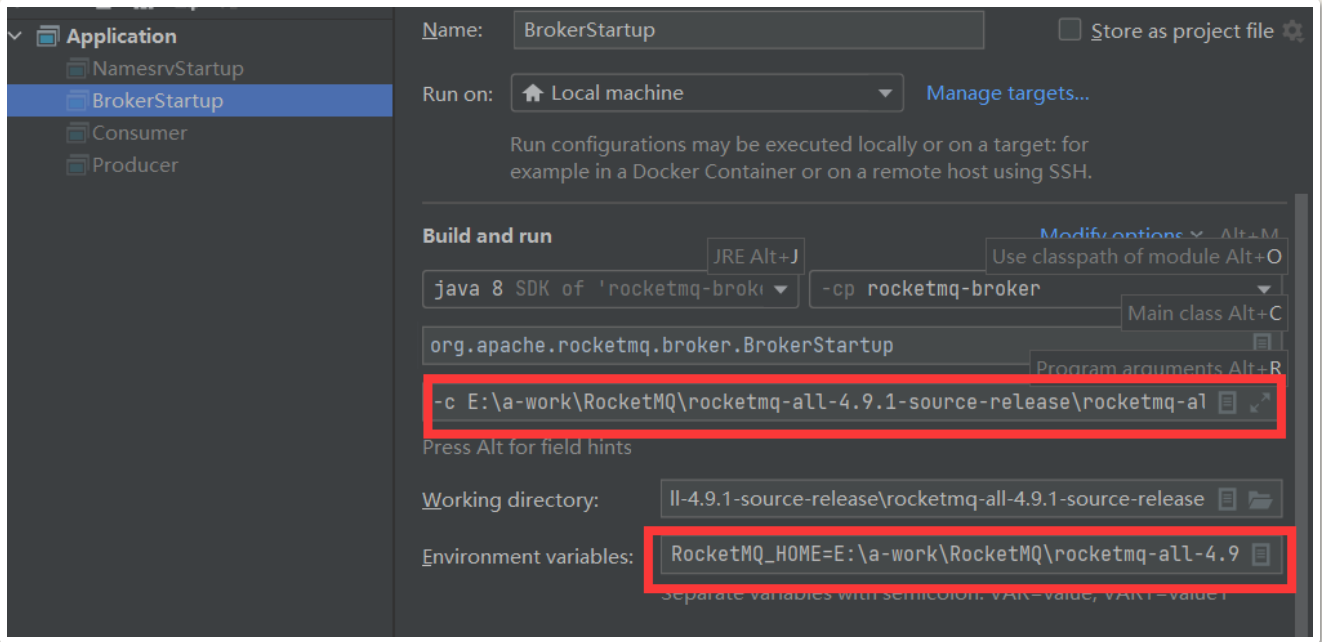 Application
NamesrvStartup
BrokerStartup
Consumer
Producer
Name:
BrokerStartup
Store as project file
Run on:
Local machine
Manage targets...
Run configurations may be executed locally or on a target: for
example in a Docker Container or on a remote host using SSH.
Build and run
Modify options Alt+M
JRE Alt+J
Use classpath of module Alt+O
java 8 SDK of 'rocketmq-broke
-cp rocketmq-broker
Main class Alt+C
org.apache.rocketmq.broker.BrokerStartup
Program arguments Alt+R
-c E:\a-work\RocketMQ\rocketmq-all-4.9.1-source-release\rocketmq-al
Press Alt for field hints
Working directory:
ll-4.9.1-source-release\rocketmq-all-4.9.1-source-release
Environment variables:
RocketMQ_HOME=E:\a-work\RocketMQ\rocketmq-all-4.9
Separate variables with semicolon: VAR=value; VAR1=value1